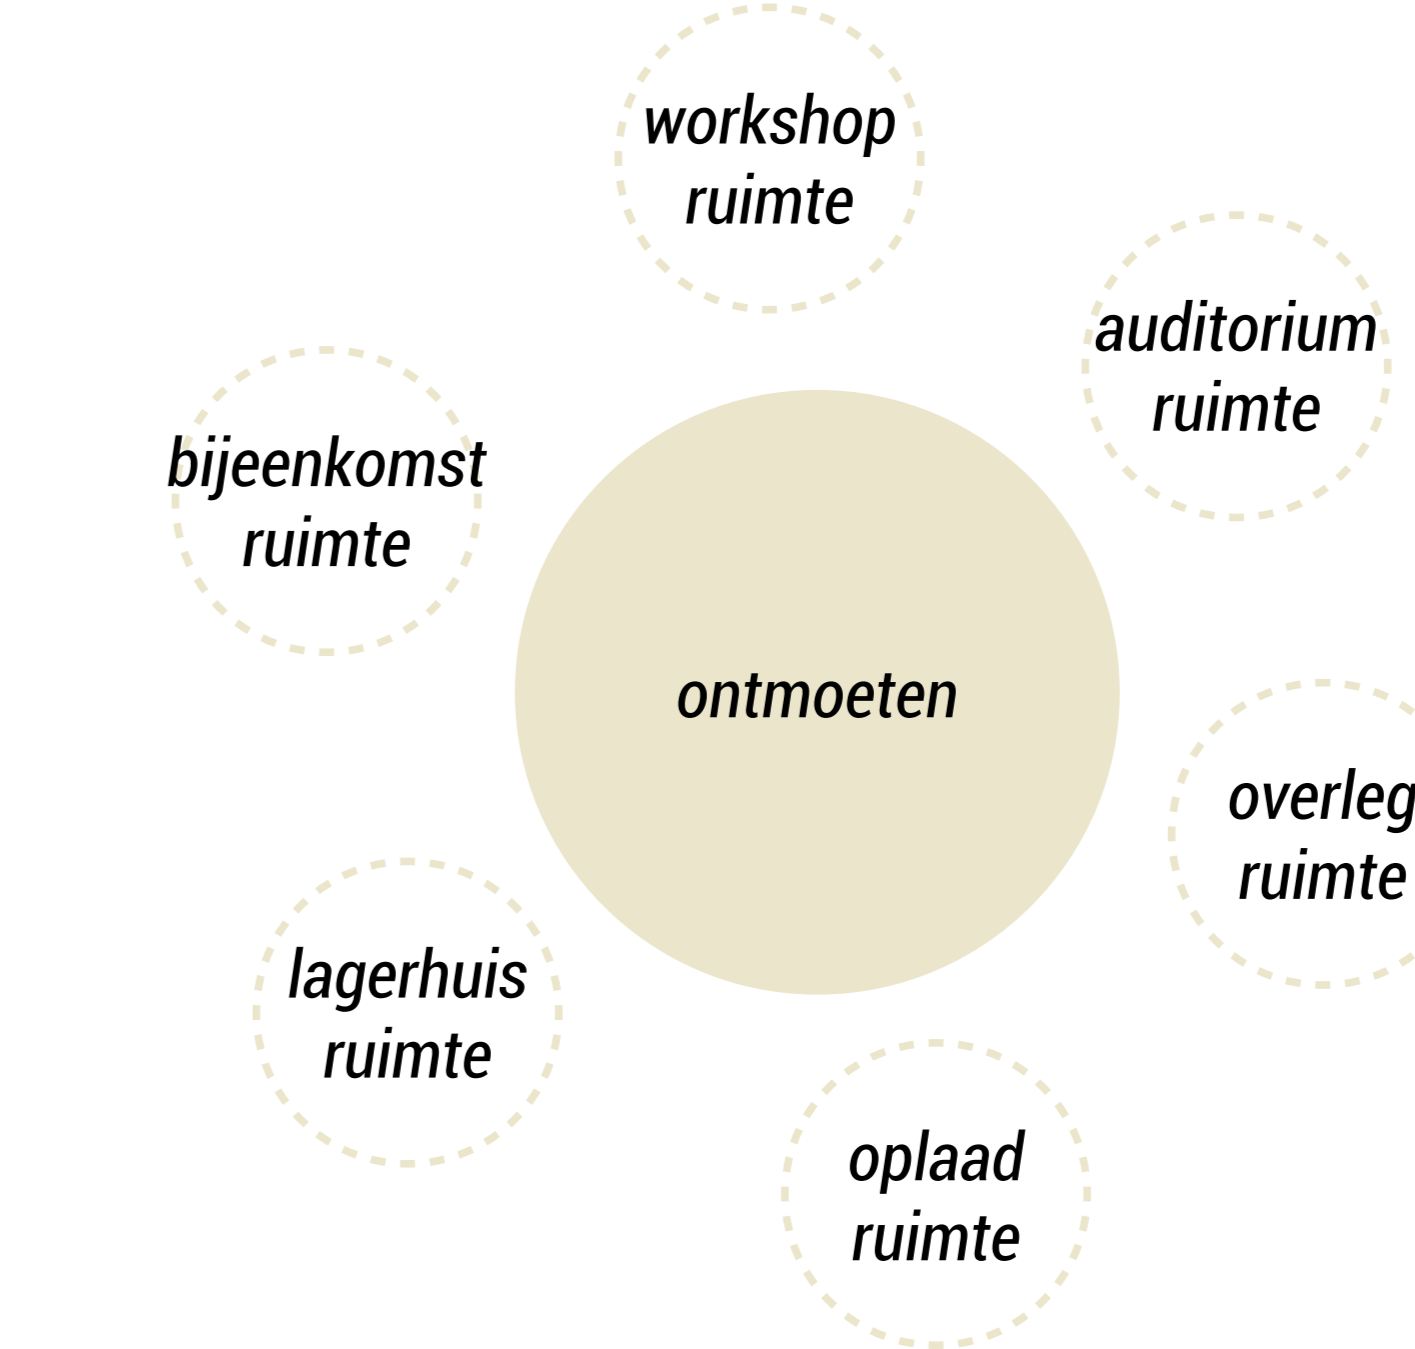 workshop
ruimte
auditorium
ruimte
bijeenkomst
ruimte
ontmoeten
overleg
ruimte
lagerhuis
ruimte
oplaad
ruimte